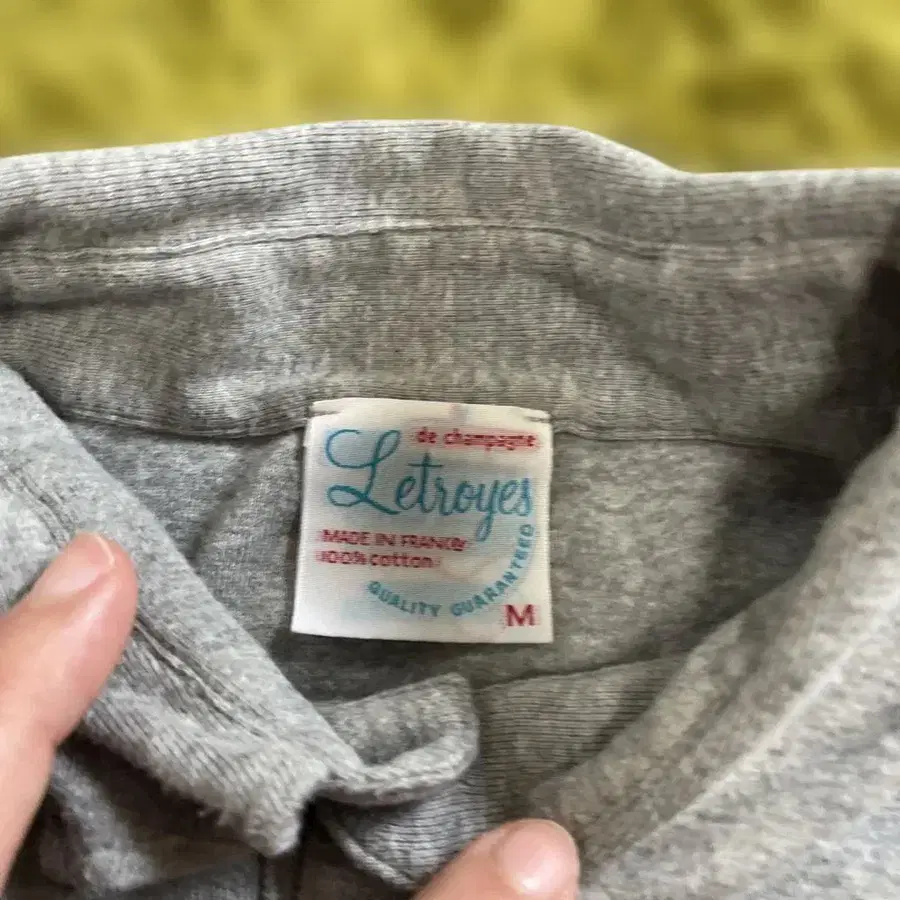 de champagne
Letroyes
MADE IN FRANCE
100% cotton
QUALITY GUARANTEED
M